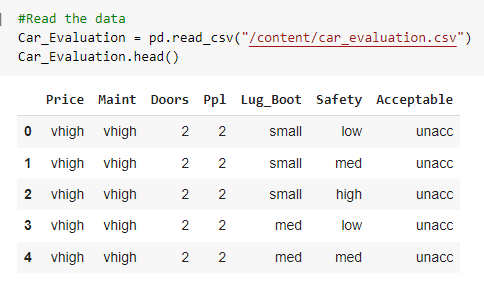 #Read the data
Car_Evaluation = pd.read_csv("/content/car_evaluation.csv")
Car_Evaluation.head()
Price Maint Doors Ppl Lug_Boot Safety Acceptable
0 vhigh vhigh 2 2 small low unacc
1 vhigh vhigh 2 2 small med unacc
2 vhigh vhigh 2 2 small high unacc
3 vhigh vhigh 2 2 med low unacc
4 vhigh vhigh 2 2 med med unacc